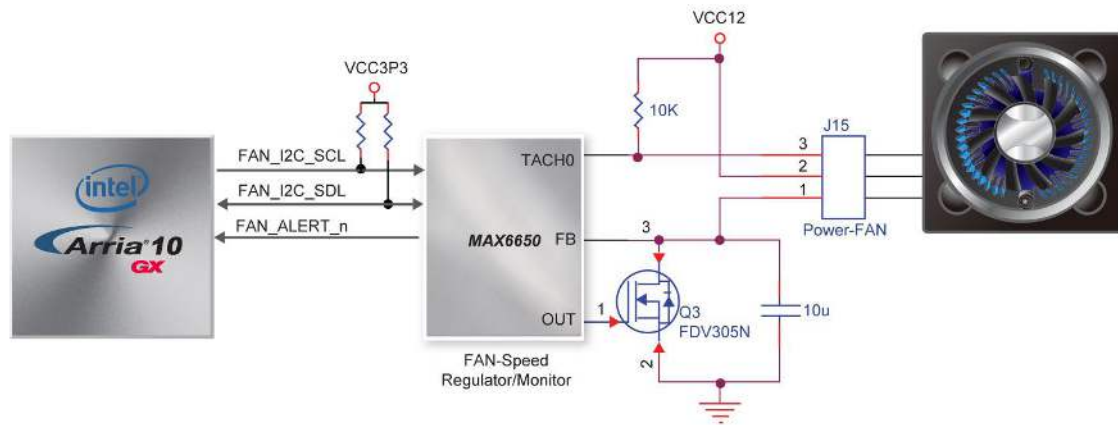 VCC12
VCC3P3
10K
J15
FAN_I2C_SCL
TACH0
3
2
1
intel
FAN_I2C_SDL
FAN_ALERT_n
Arria® 10
GX
MAX6650
FB
3
Power-FAN
OUT
1
Q3
FDV305N
10u
2
FAN-Speed
Regulator/Monitor